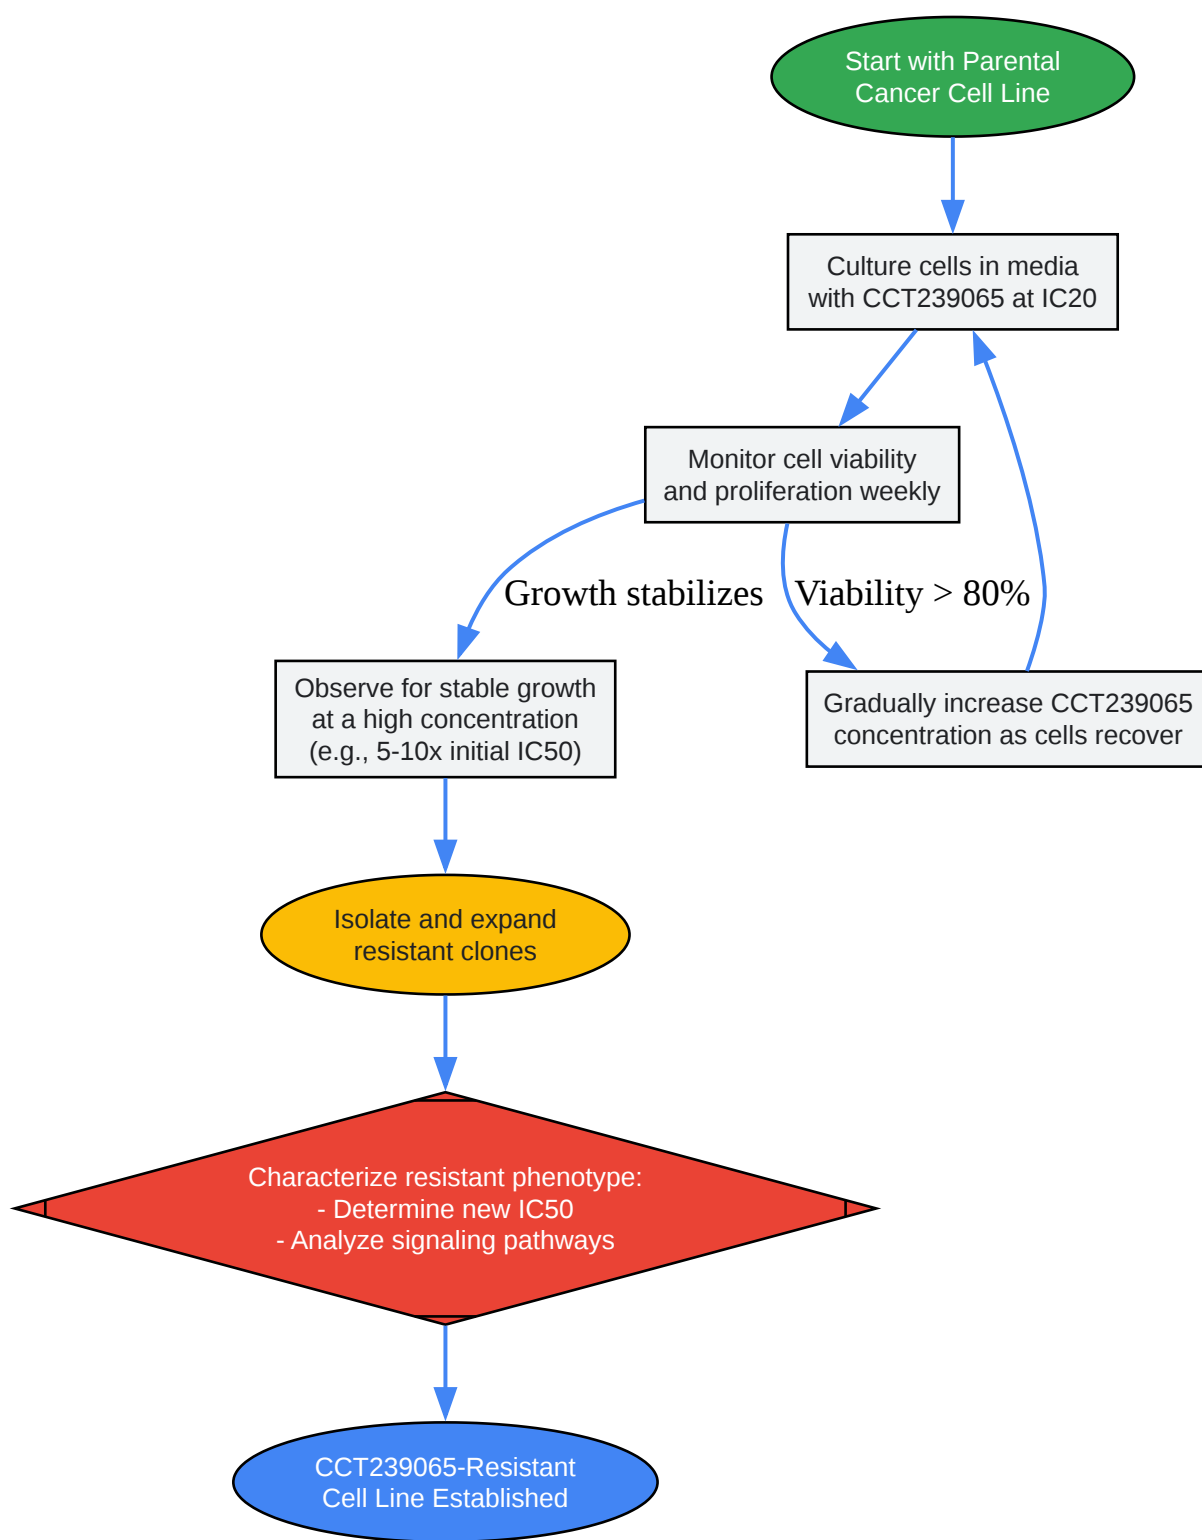 Start with Parental
Cancer Cell Line
Culture cells in media
with CCT239065 at IC20
Monitor cell viability
and proliferation weekly
Growth stabilizes
Viability > 80%
Observe for stable growth
at a high concentration
(e.g., 5-10x initial IC50)
Gradually increase CCT239065
concentration as cells recover
Isolate and expand
resistant clones
Characterize resistant phenotype:
- Determine new IC50
- Analyze signaling pathways
CCT239065-Resistant
Cell Line Established